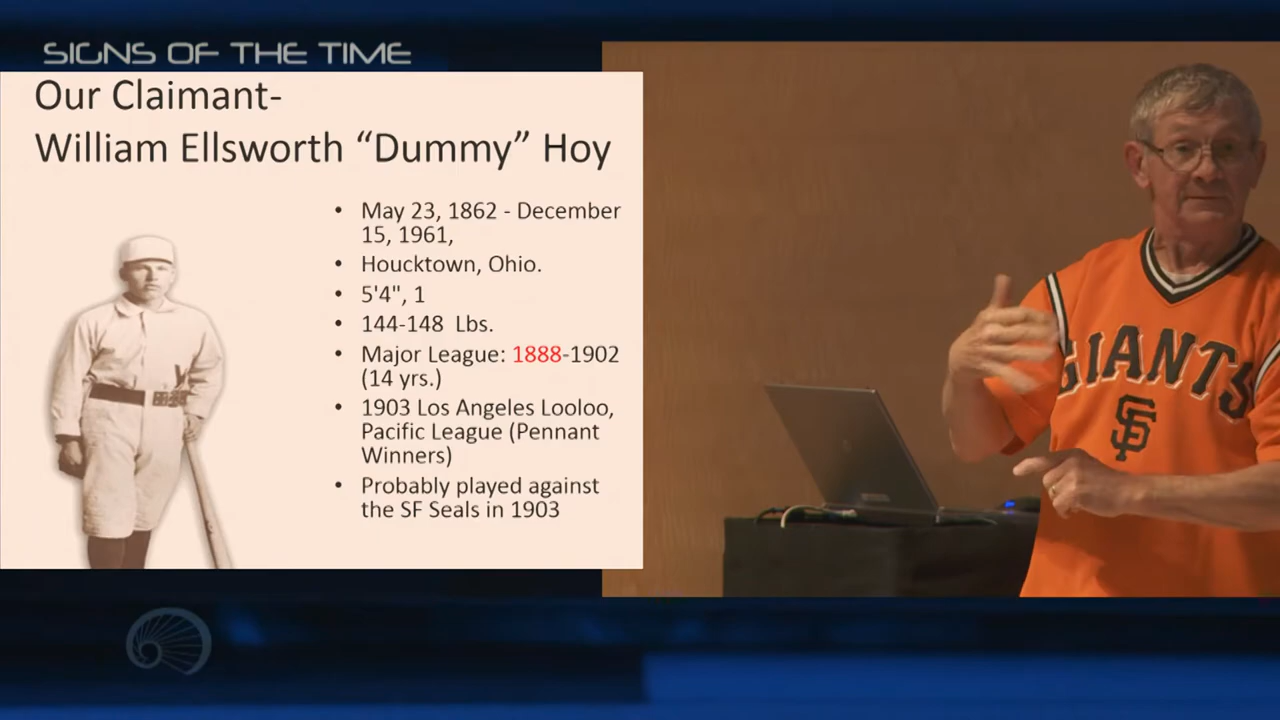 SIGNS OF THE TIME
Our Claimant-
William Ellsworth “Dummy” Hoy
• May 23, 1862 - December
15, 1961,
• Houcktown, Ohio.
• 5'4", 1
• 144-148 Lbs.
• Major League: 1888-1902
(14 yrs.)
• 1903 Los Angeles Looloo,
Pacific League (Pennant
Winners)
• Probably played against
the SF Seals in 1903
GIANTS
SF